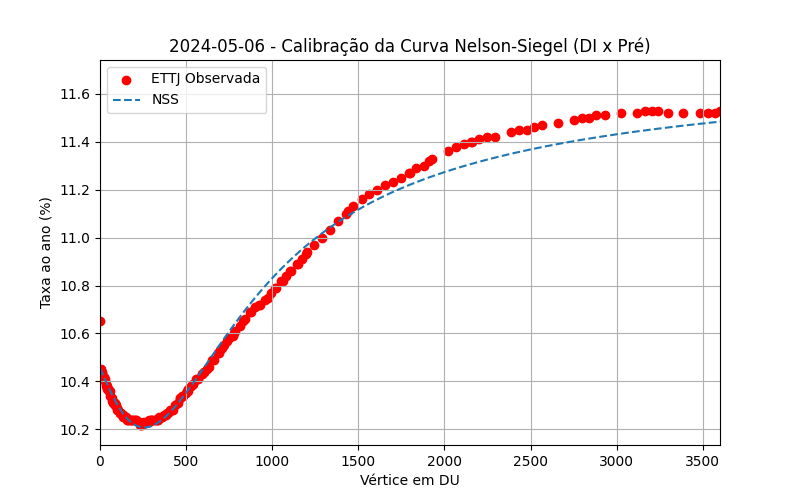 2024-05-06 - Calibração da Curva Nelson-Siegel (DI x Pré)
ETTJ Observada
NSS
Taxa ao ano (%)
11.6
11.4
11.2
11.0
10.8
10.6
10.4
10.2
0 500 1000 1500 2000 2500 3000 3500
Vértice em DU